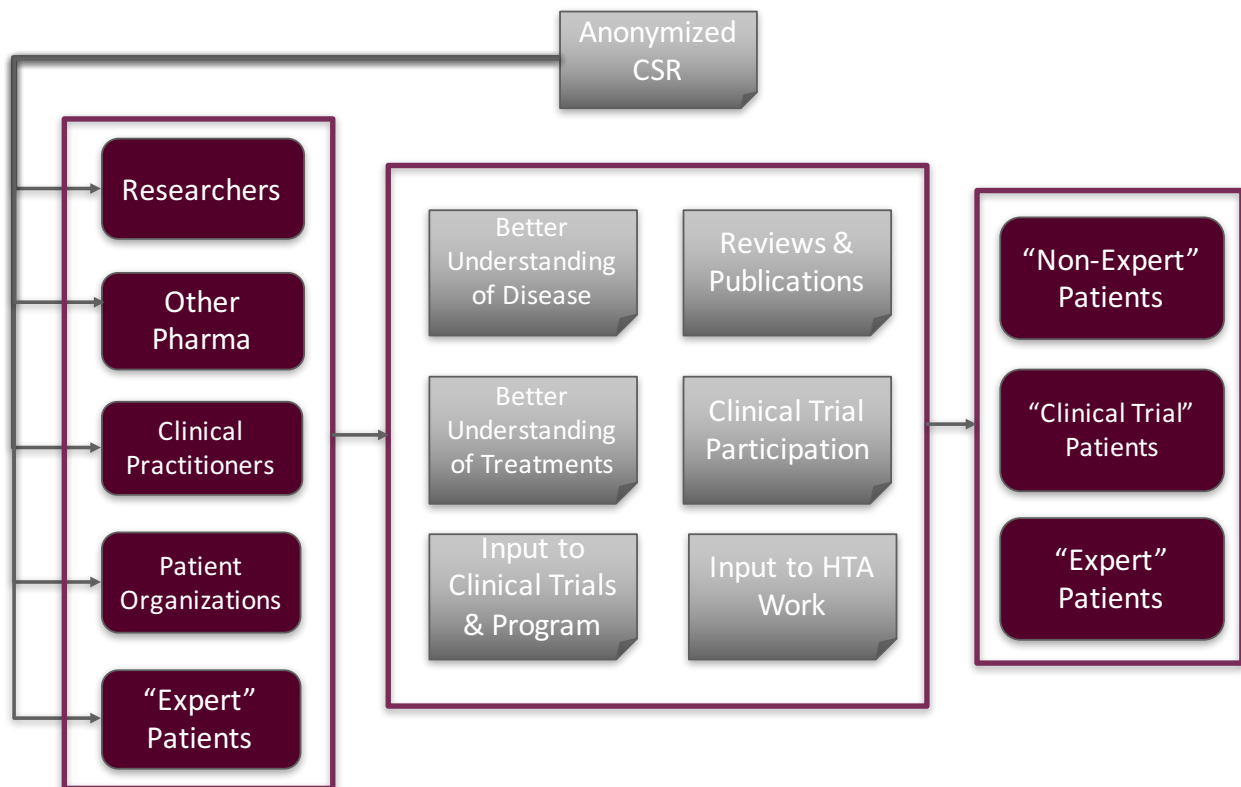 Anonymized
CSR
Researchers
Other
Pharma
Clinical
Practitioners
Patient
Organizations
“Expert”
Patients
Better
Understanding
of Disease
Reviews &
Publications
Better
Understanding
of Treatments
Clinical Trial
Participation
Input to
Clinical Trials
& Program
Input to HTA
Work
“Non-Expert”
Patients
“Clinical Trial”
Patients
“Expert”
Patients